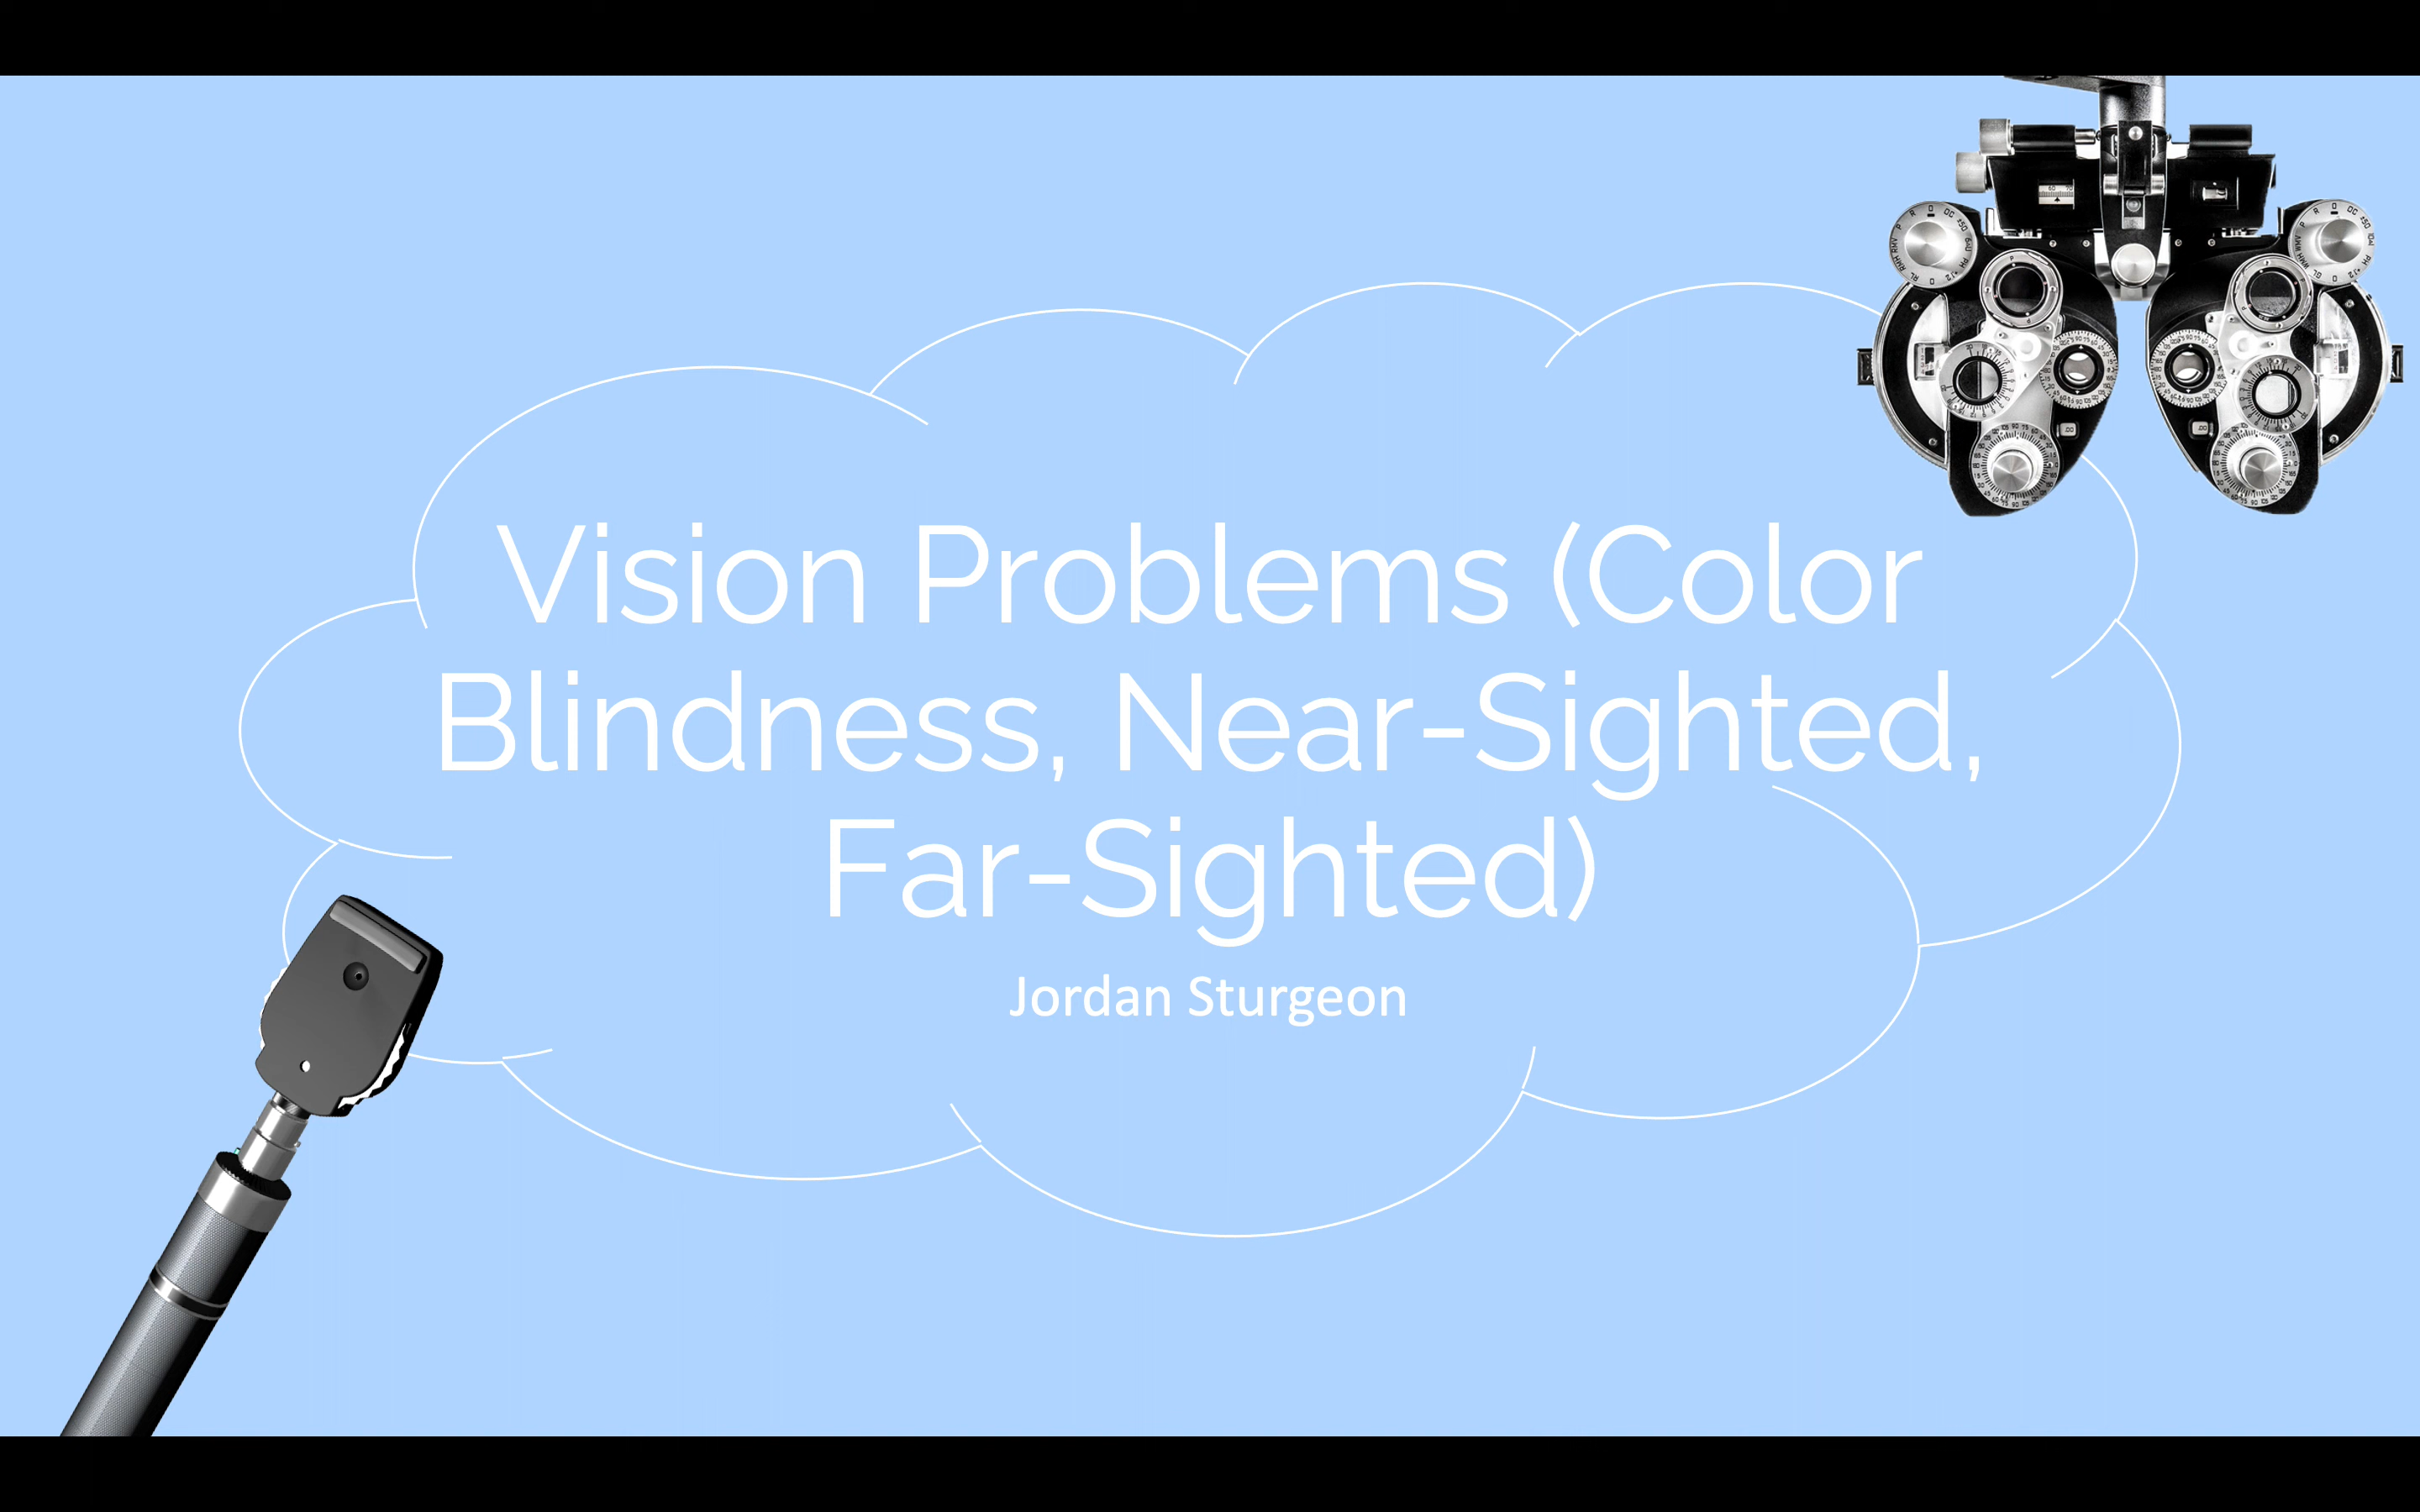 Vision Problems (Color
Blindness, Near-Sighted,
Far-Sighted)
Jordan Sturgeon